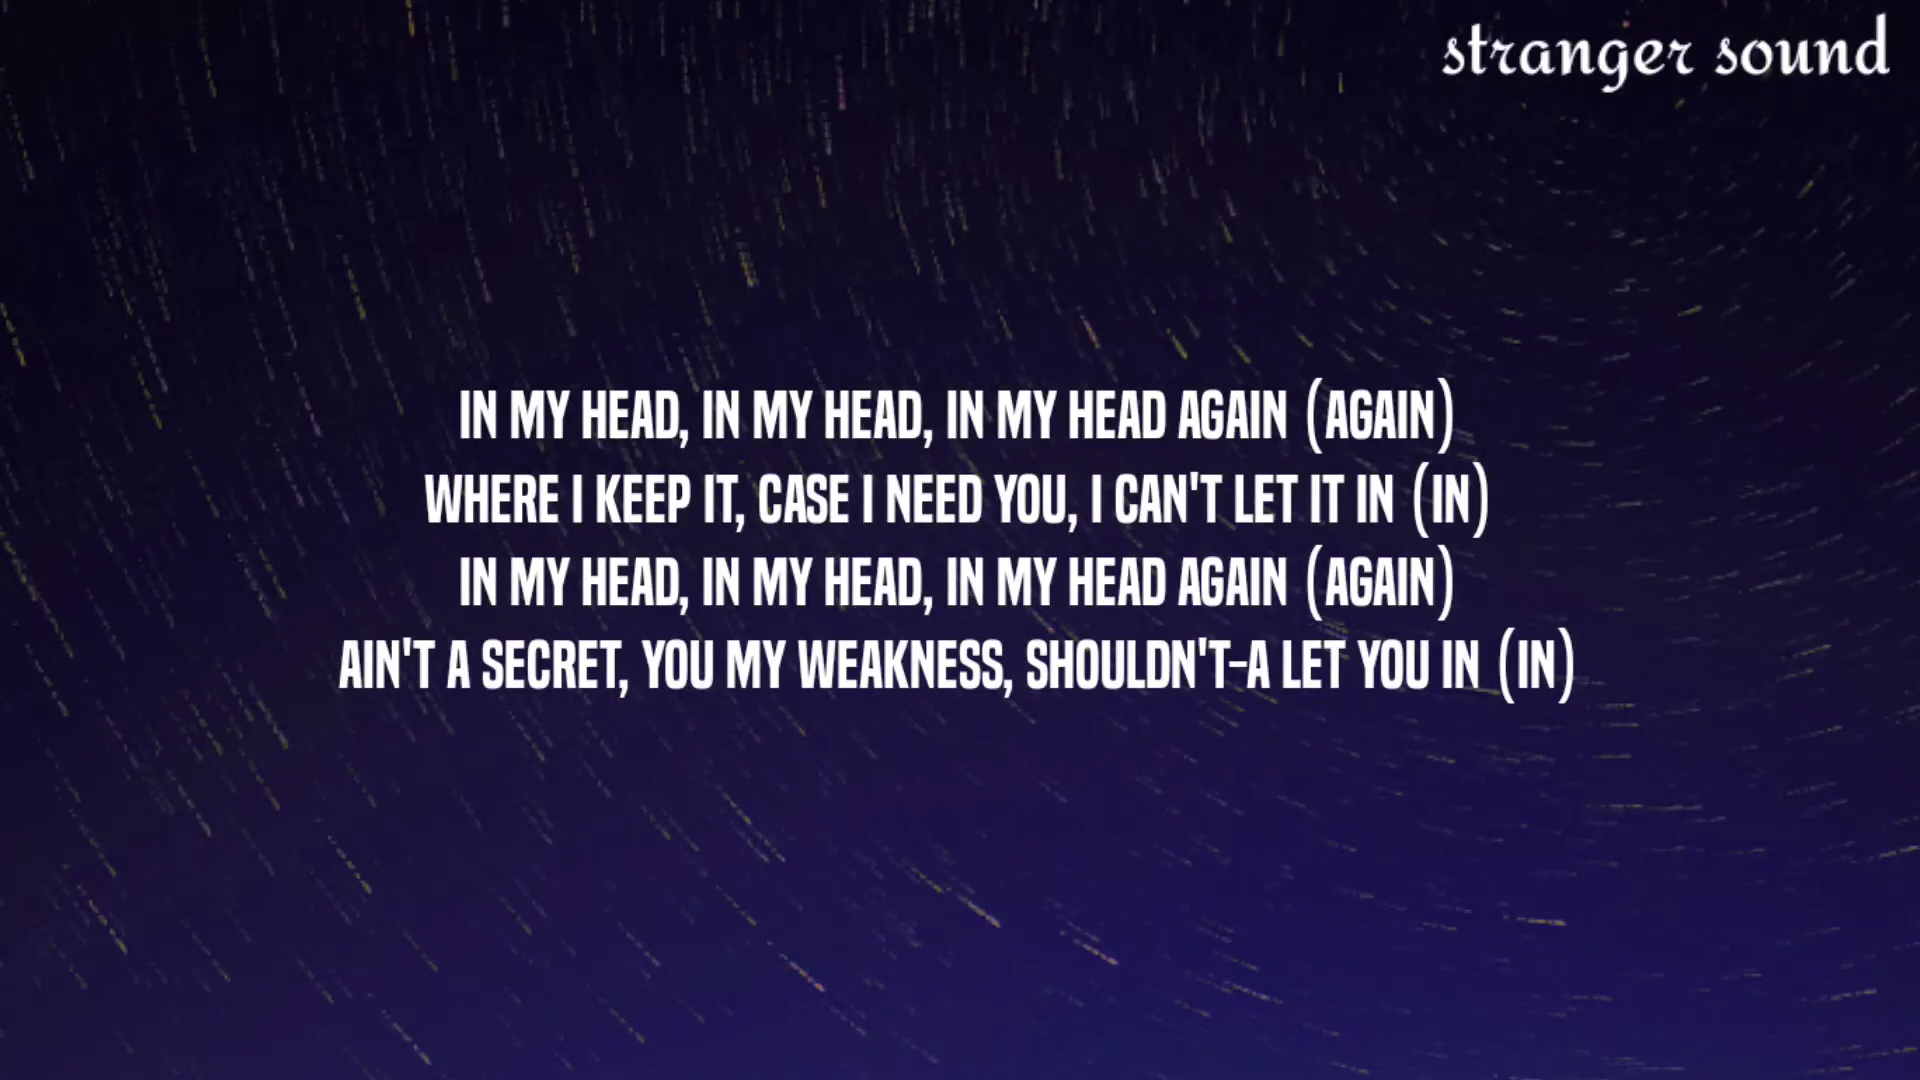 stranger sound
IN MY HEAD, IN MY HEAD, IN MY HEAD AGAIN (AGAIN)
WHERE I KEEP IT, CASE I NEED YOU, I CAN'T LET IT IN (IN)
IN MY HEAD, IN MY HEAD, IN MY HEAD AGAIN (AGAIN)
AIN'T A SECRET, YOU MY WEAKNESS, SHOULDN'T-A LET YOU IN (IN)